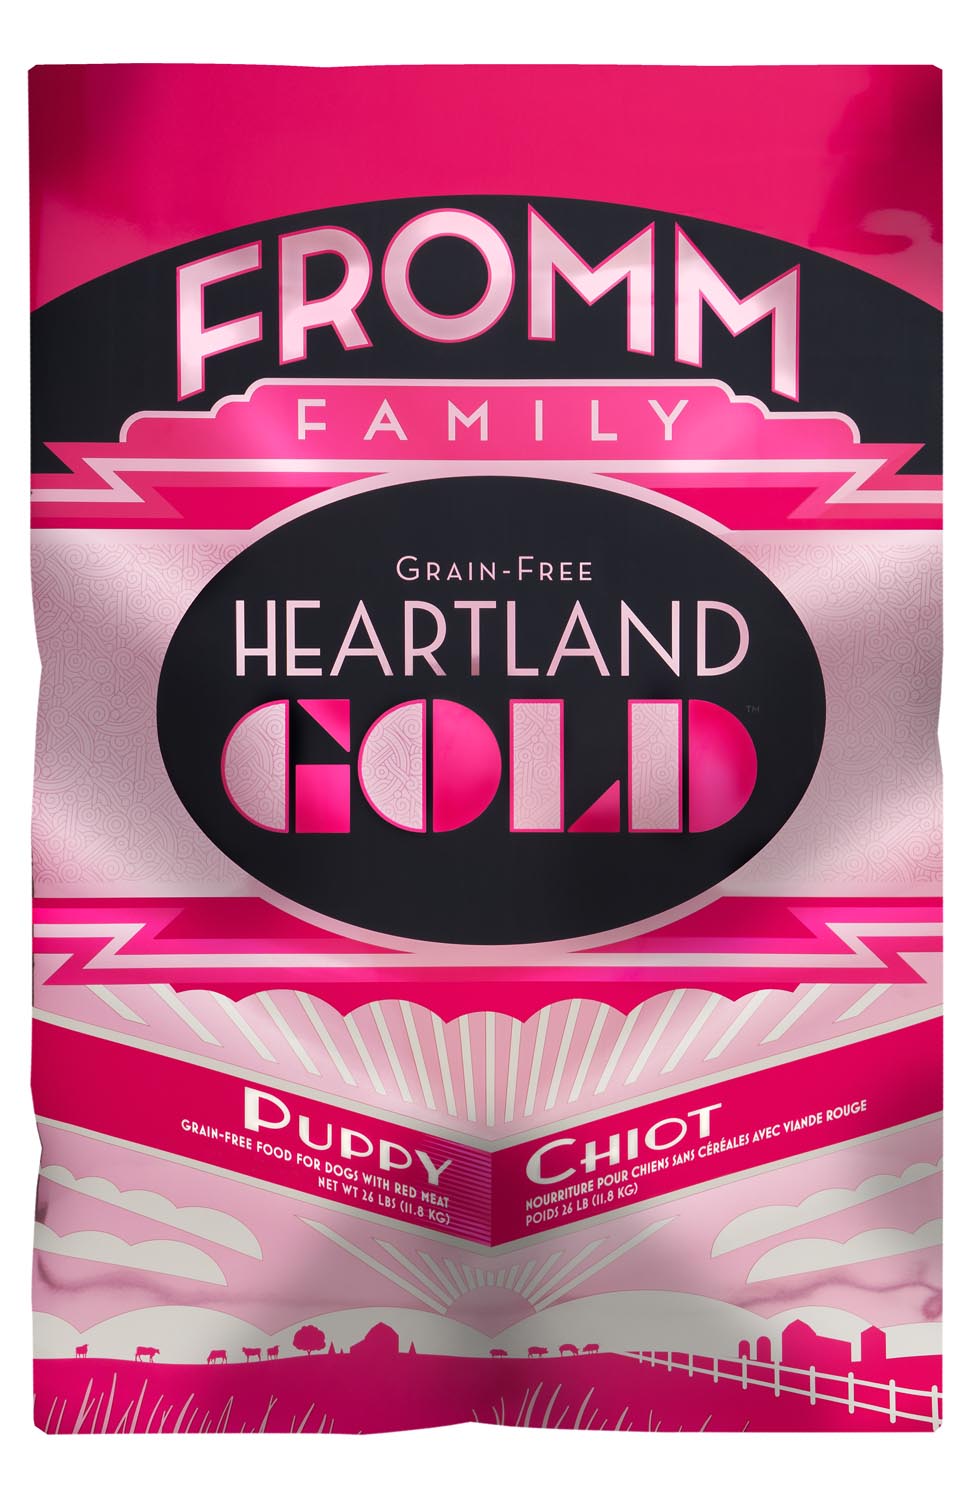 FROMM
FAMILY
GRAIN-FREE
HEARTLAND
GOLD™
PUPPY
GRAIN-FREE FOOD FOR DOGS WITH RED MEAT
NET WT 26 LBS (11.8 KG)
CHIOT
NOURRITURE POUR CHIENS SANS CÉRÉALES AVEC VIANDE ROUGE
POIDS 26 LB (11.8 KG)